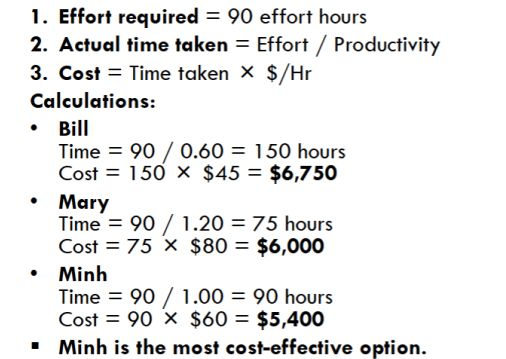 1. Effort required = 90 effort hours
2. Actual time taken = Effort / Productivity
3. Cost = Time taken × $/Hr
Calculations:
• Bill
Time = 90 / 0.60 = 150 hours
Cost = 150 × $45 = $6,750
• Mary
Time = 90 / 1.20 = 75 hours
Cost = 75 × $80 = $6,000
• Minh
Time = 90 / 1.00 = 90 hours
Cost = 90 × $60 = $5,400
▪ Minh is the most cost-effective option.